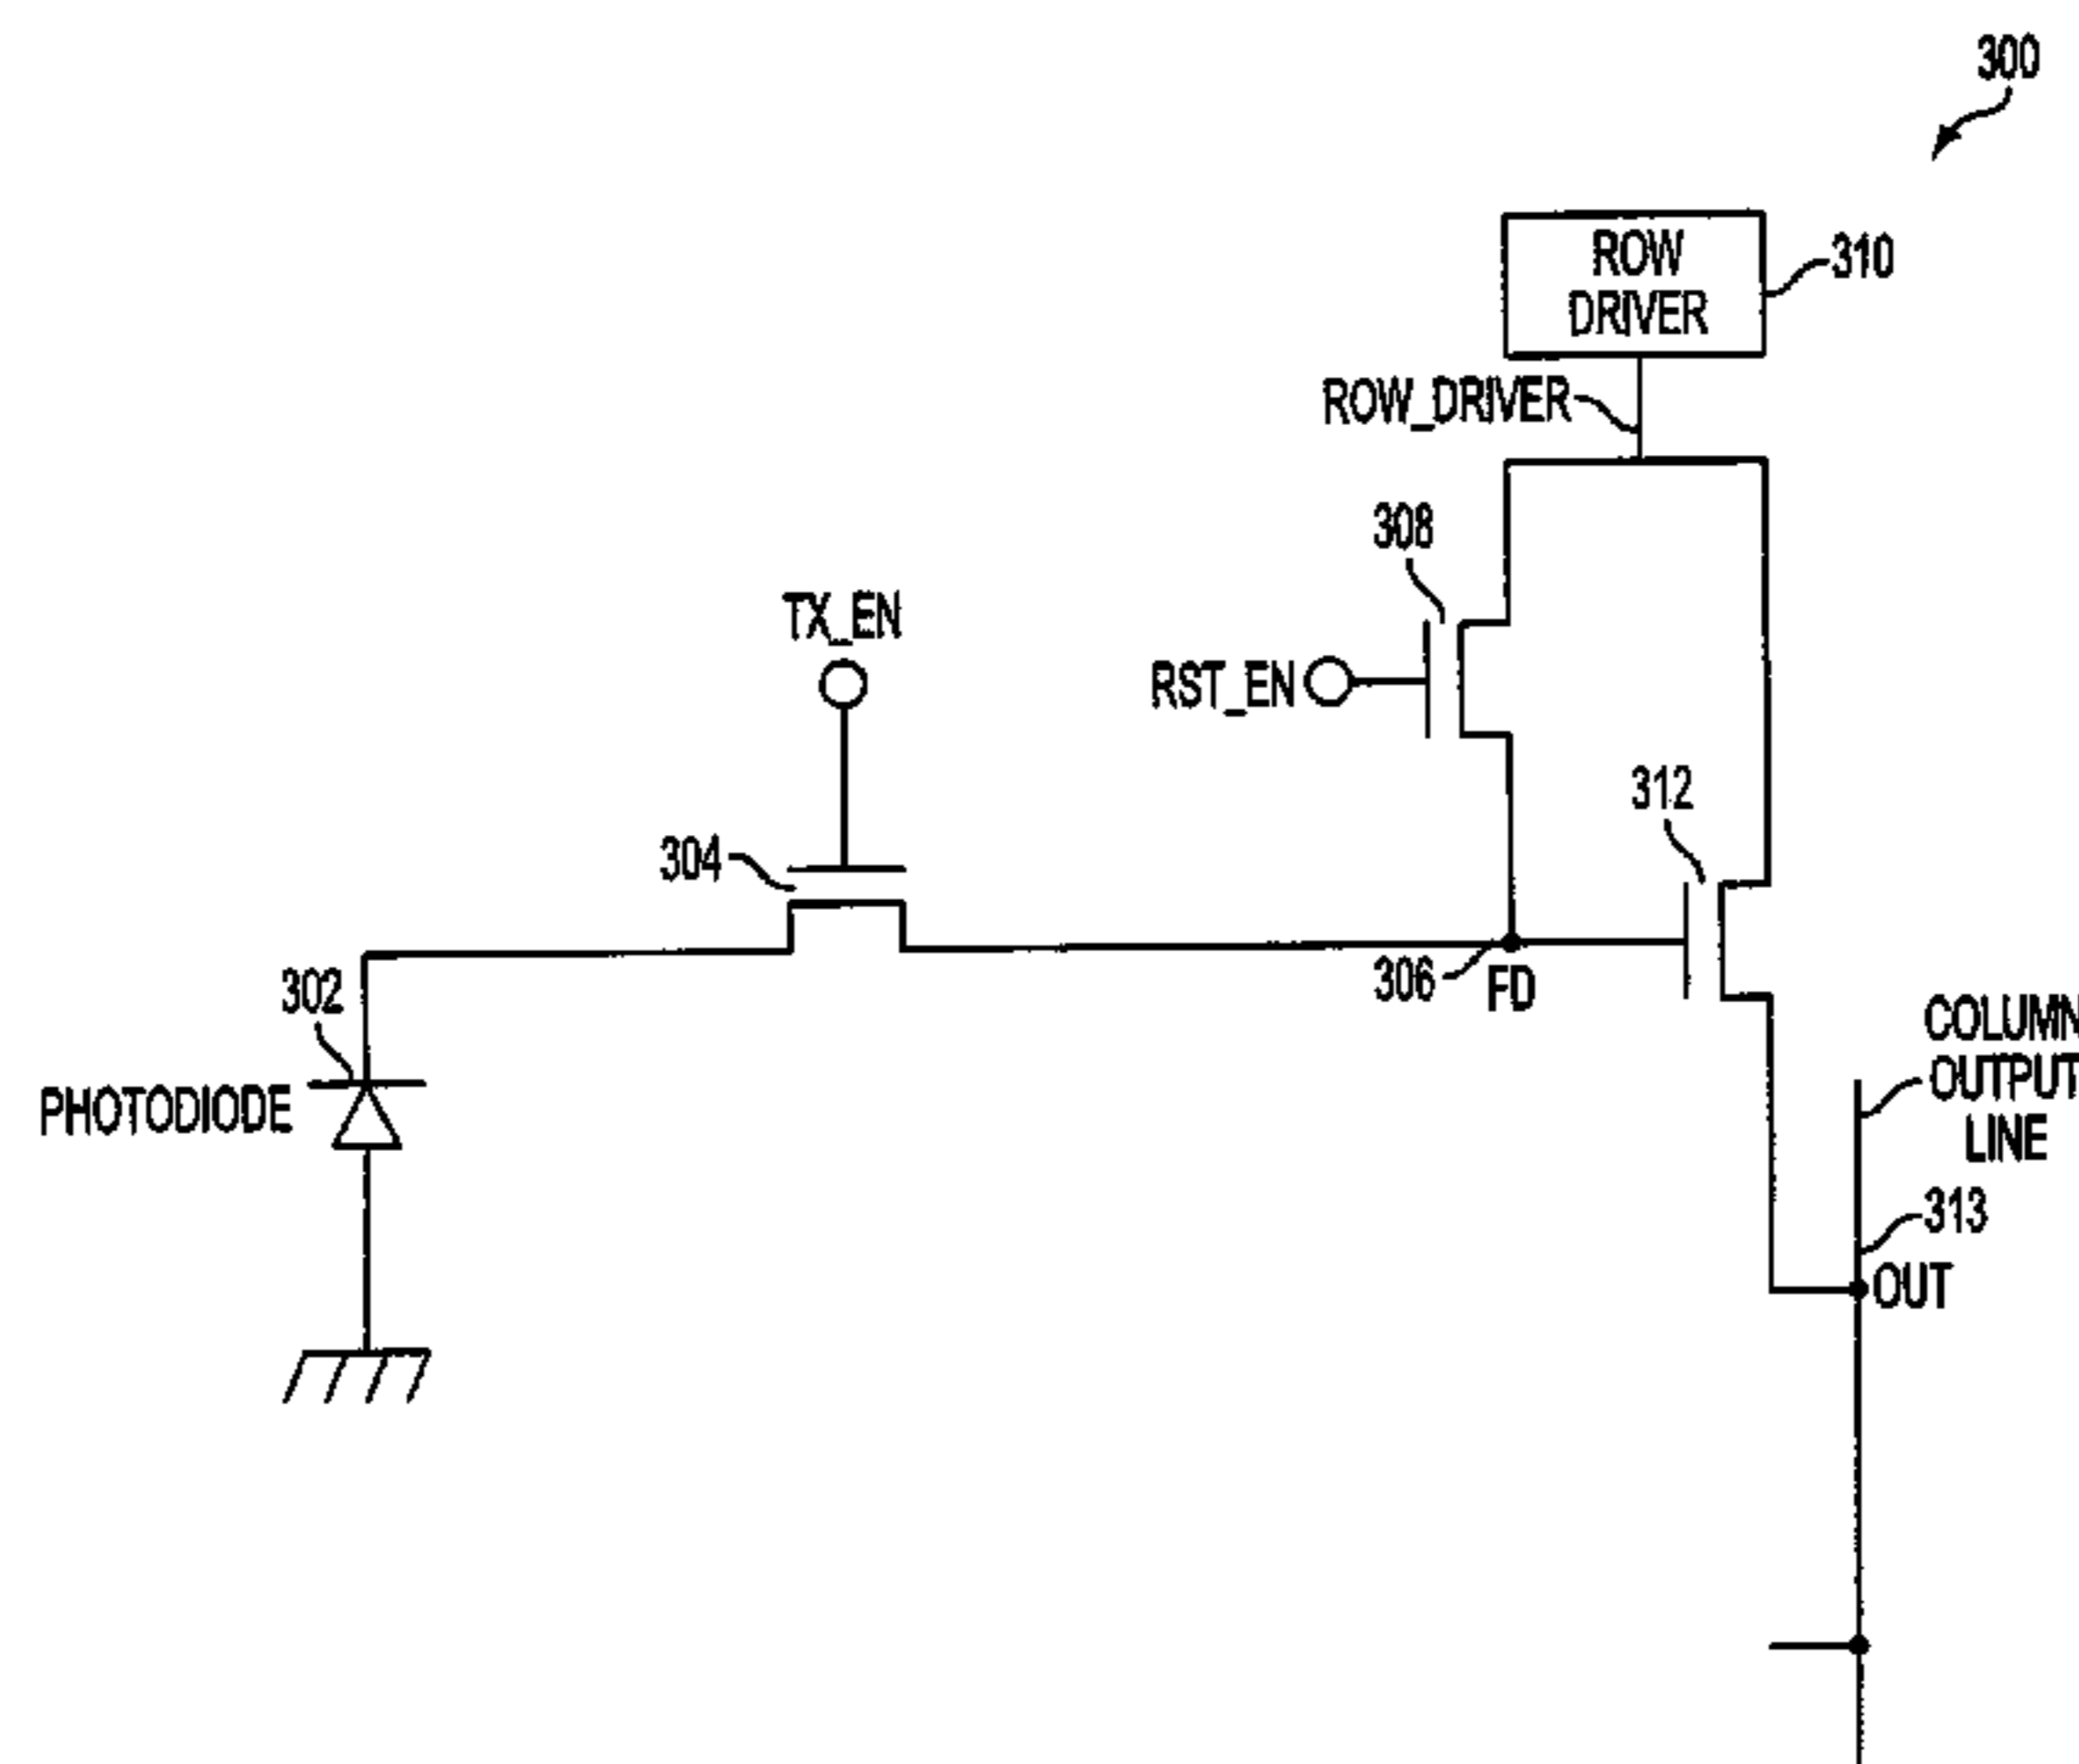 300
ROW
DRIVER
310
ROW_DRIVER
308
TX_EN
RST_EN
312
304
306
FD
302
PHOTODIODE
COLUMN
OUTPUT
LINE
313
OUT